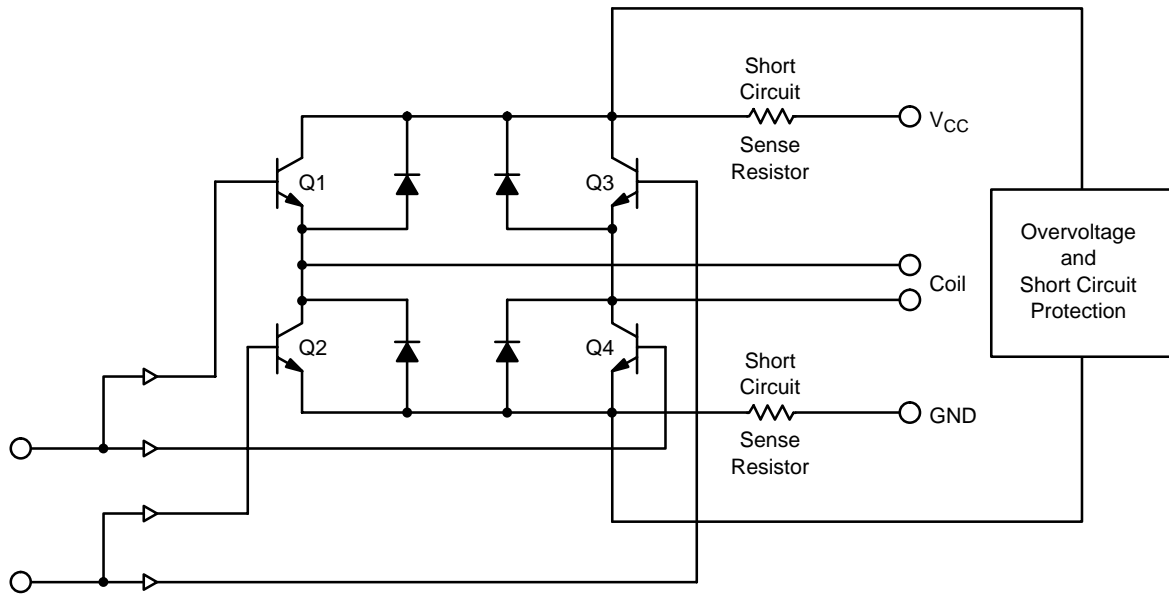 Short
Circuit
V_CC
Sense
Resistor
Q1
Q3
Overvoltage
and
Short Circuit
Protection
Coil
Q2
Q4
Short
Circuit
GND
Sense
Resistor